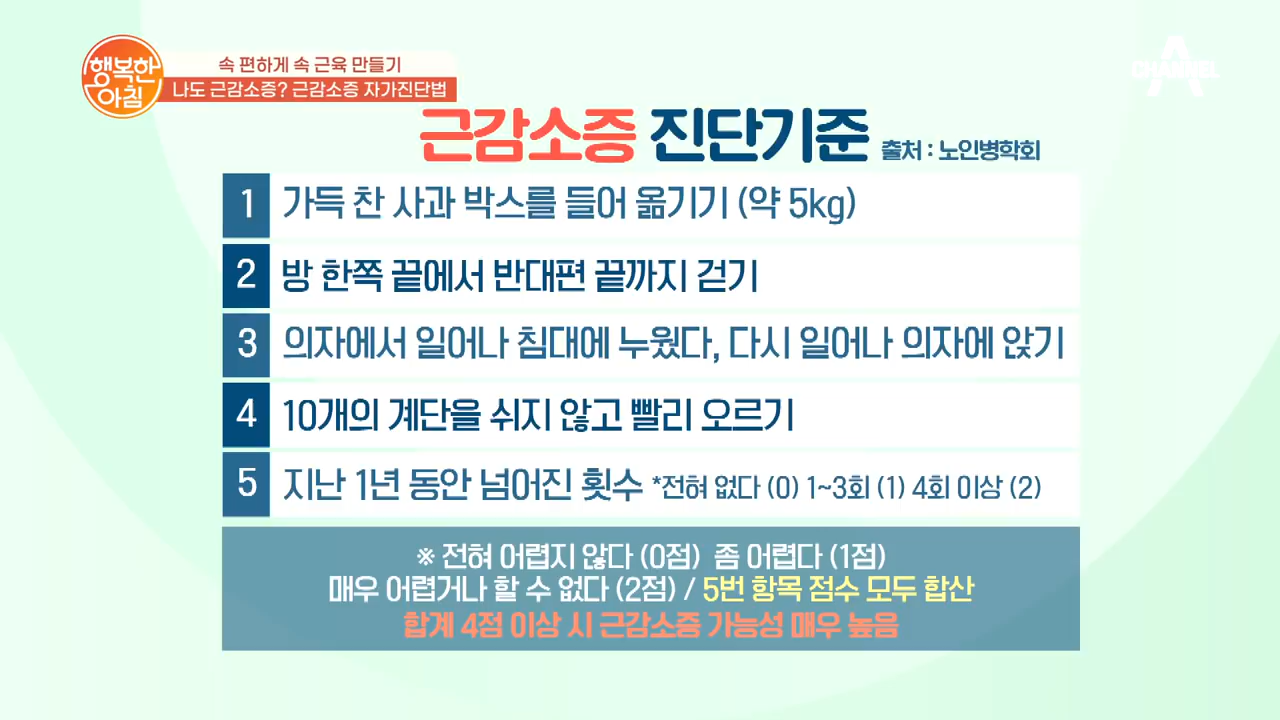 행복한
아침
속 편하게 속 근육 만들기
나도 근감소증? 근감소증 자가진단법
CHANNEL A
근감소증 진단기준 출처 : 노인병학회
1 가득 찬 사과 박스를 들어 옮기기 (약 5kg)
2 방 한쪽 끝에서 반대편 끝까지 걷기
3 의자에서 일어나 침대에 누웠다, 다시 일어나 의자에 앉기
4 10개의 계단을 쉬지 않고 빨리 오르기
5 지난 1년 동안 넘어진 횟수 *전혀 없다 (0) 1~3회 (1) 4회 이상 (2)
※ 전혀 어렵지 않다 (0점) 좀 어렵다 (1점)
매우 어렵거나 할 수 없다 (2점) / 5번 항목 점수 모두 합산
합계 4점 이상 시 근감소증 가능성 매우 높음